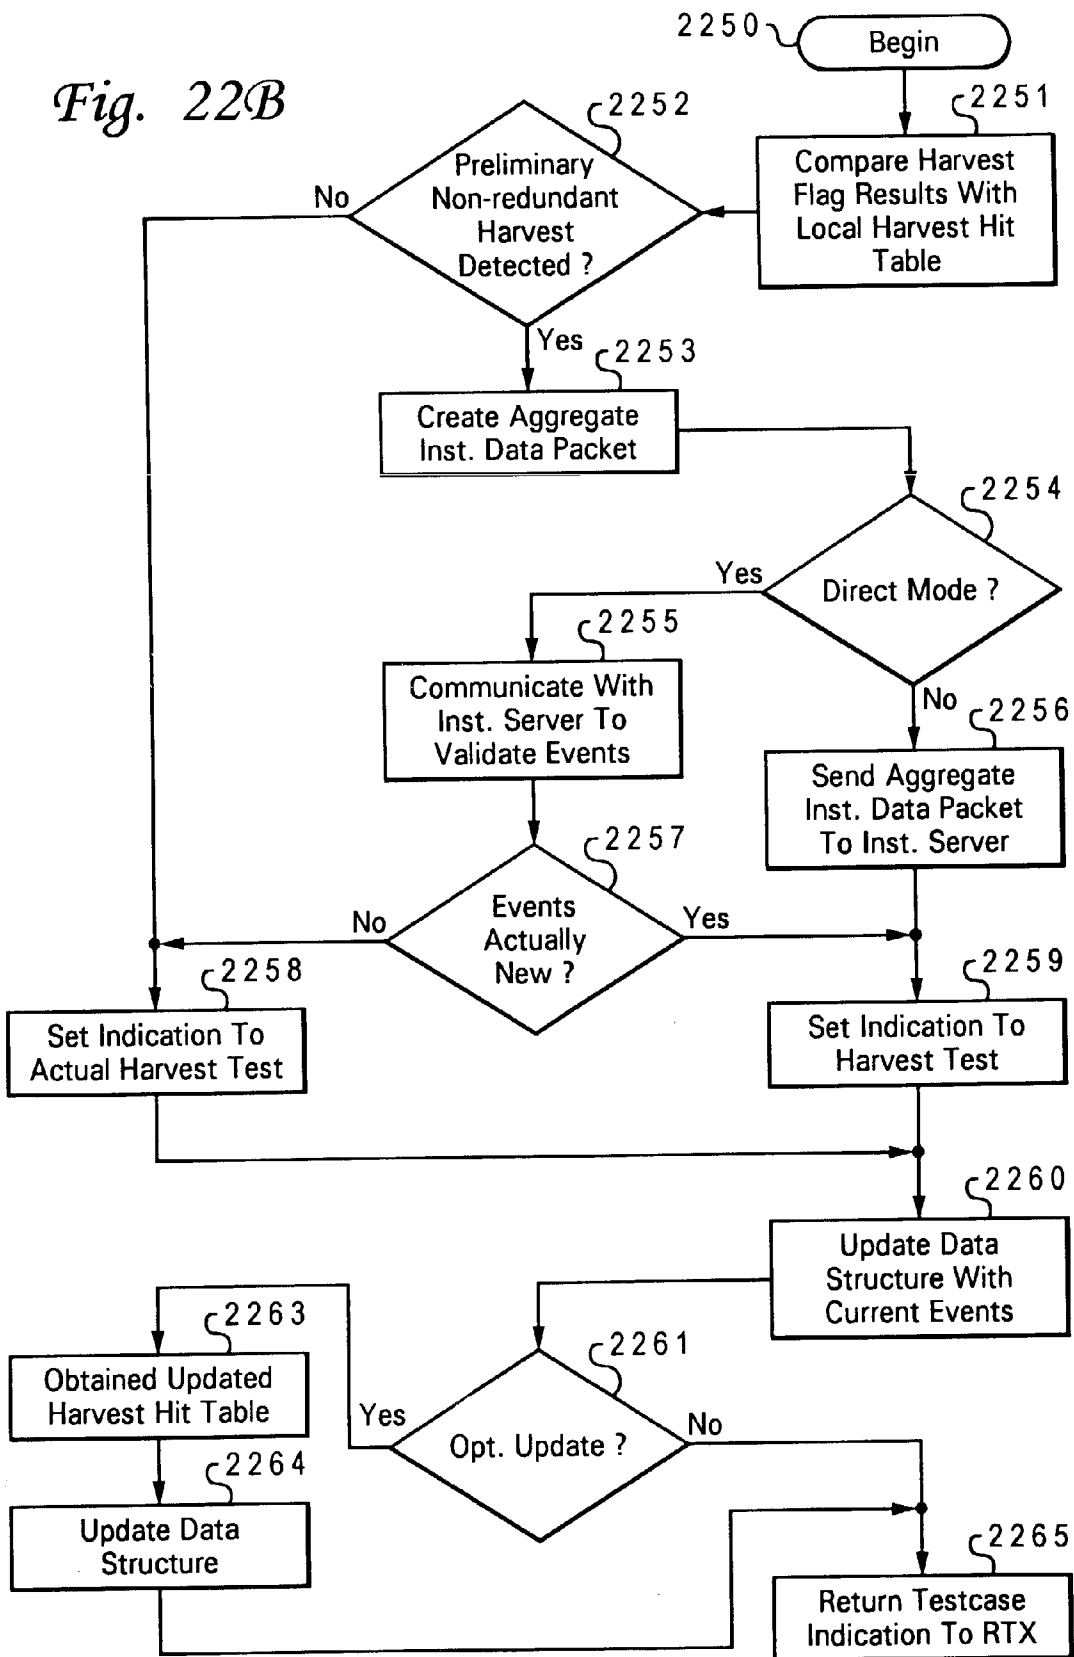 2250
Begin
Fig. 22B
2252
2251
Preliminary
Non-redundant
Harvest
Detected ?
No
Compare Harvest
Flag Results With
Local Harvest Hit
Table
Yes
2253
Create Aggregate
Inst. Data Packet
2254
Direct Mode ?
Yes
2255
Communicate With
Inst. Server To
Validate Events
No
2256
Send Aggregate
Inst. Data Packet
To Inst. Server
2257
Events
Actually
New ?
No
Yes
2258
Set Indication To
Actual Harvest Test
2259
Set Indication To
Harvest Test
2260
Update Data
Structure With
Current Events
2263
Obtained Updated
Harvest Hit Table
2261
Yes
Opt. Update ?
No
2264
Update Data
Structure
2265
Return Testcase
Indication To RTX